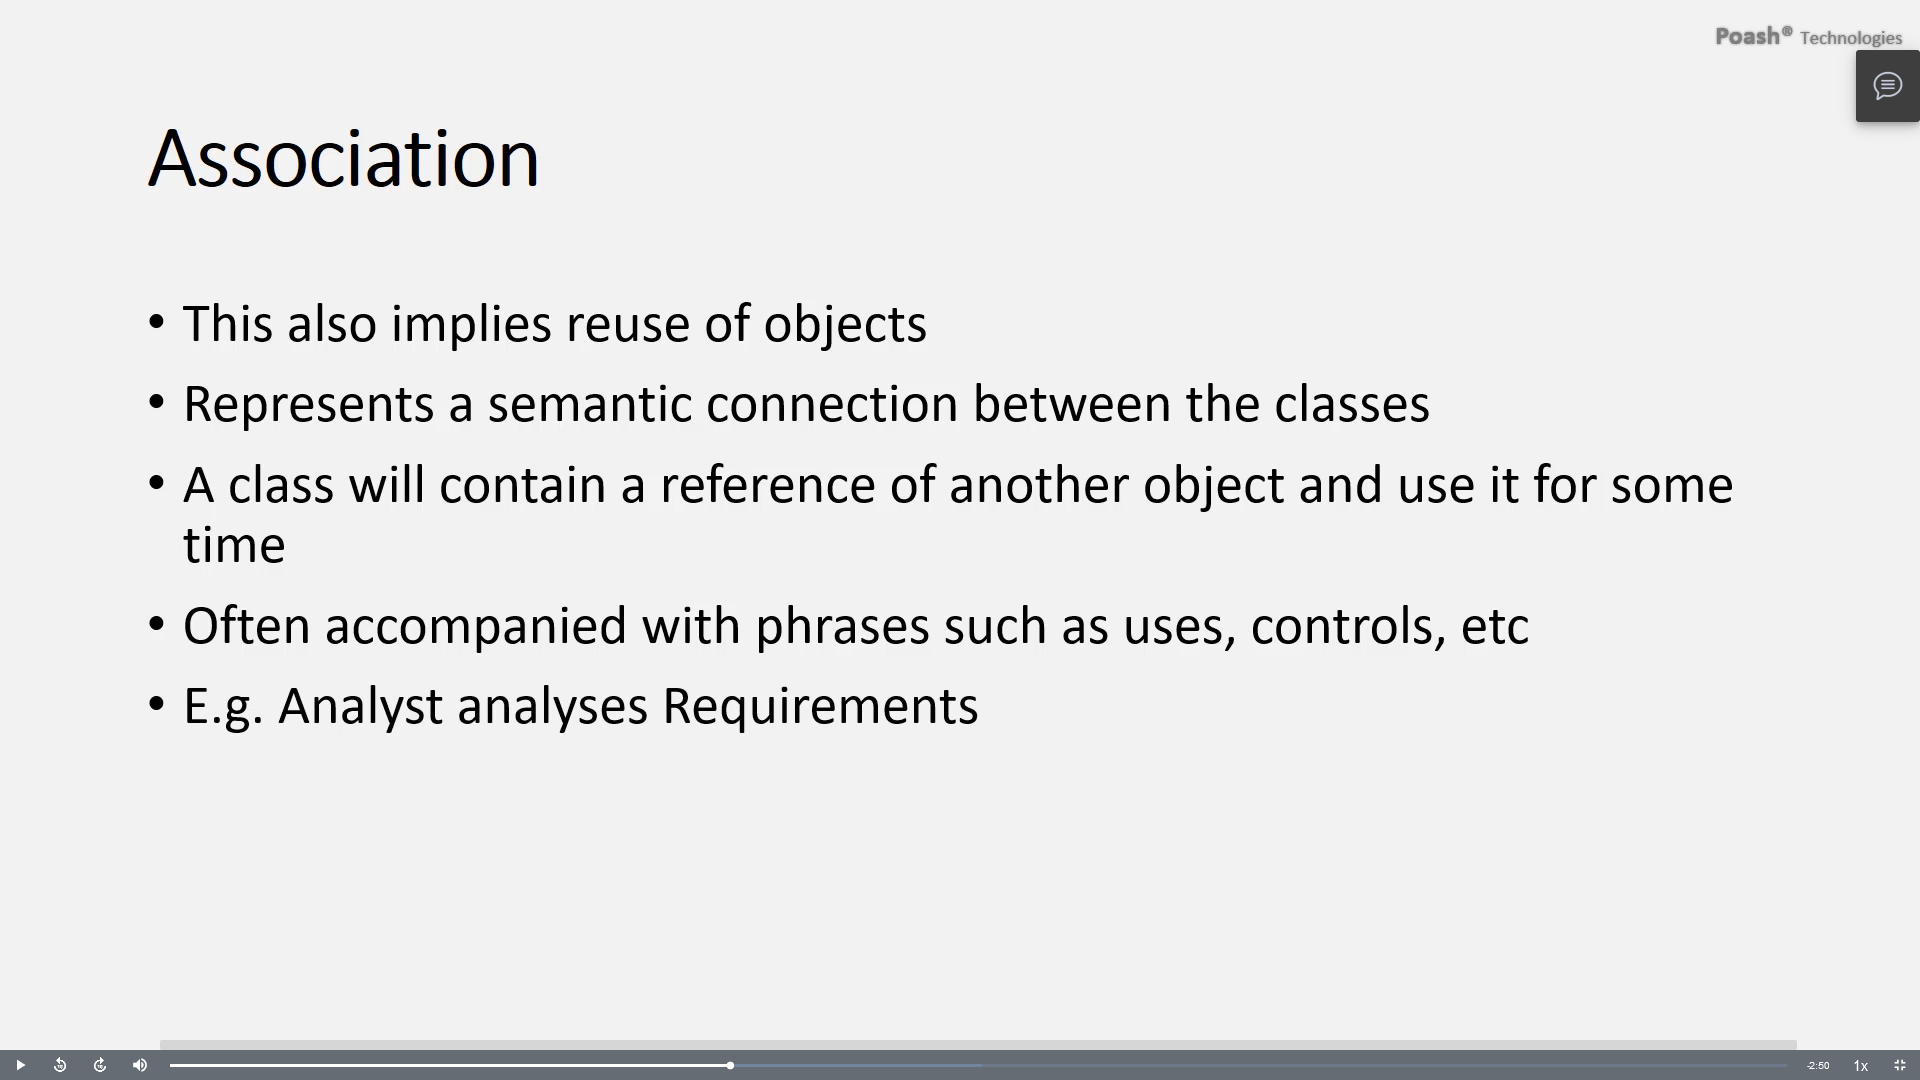 Poash® Technologies
Association
• This also implies reuse of objects
• Represents a semantic connection between the classes
• A class will contain a reference of another object and use it for some
time
• Often accompanied with phrases such as uses, controls, etc
• E.g. Analyst analyses Requirements
-2:50 1x